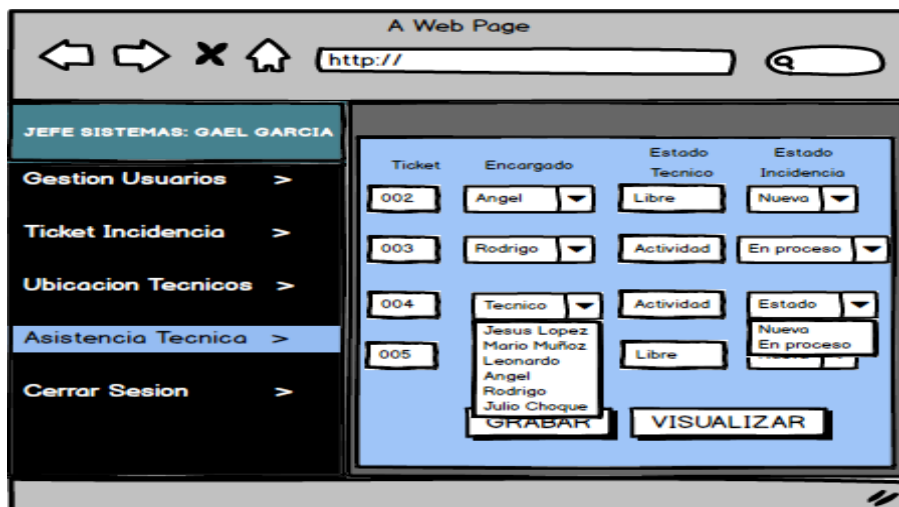 A Web Page
http://
JEFE SISTEMAS: GAEL GARCIA
Gestion Usuarios >
Ticket Incidencia >
Ubicacion Tecnicos >
Asistencia Tecnica >
Cerrar Sesion >
Ticket Encargado Estado Tecnico Estado Incidencia
002 Angel Libre Nueva
003 Rodrigo Actividad En proceso
004 Tecnico Actividad Estado
Jesus Lopez
Mario Muñoz
Leonardo
Angel
Rodrigo
Julio Choque
Nueva
En proceso
005 Libre
GRABAR VISUALIZAR